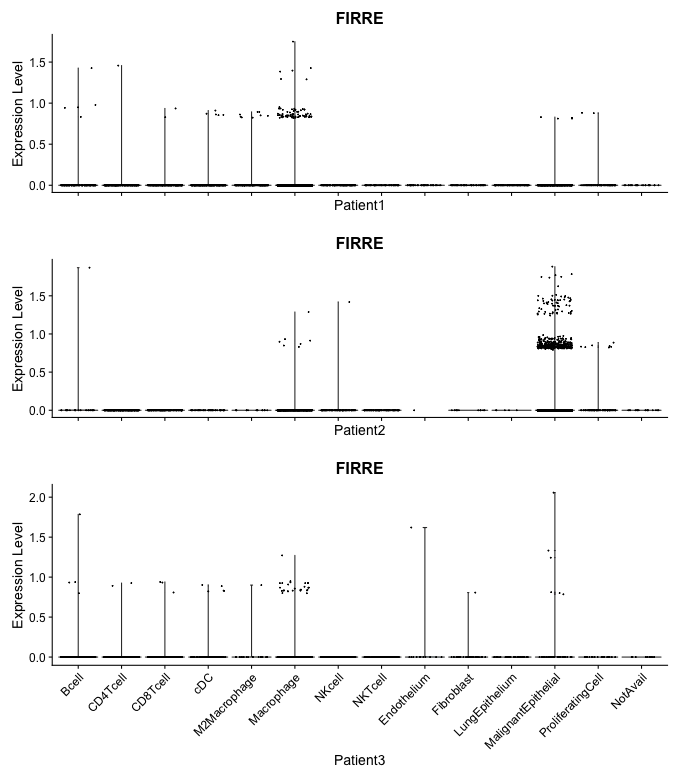 FIRRE
Expression Level
1.5
1.0
0.5
0.0
Patient1
FIRRE
Expression Level
1.5
1.0
0.5
0.0
Patient2
FIRRE
Expression Level
2.0
1.5
1.0
0.5
0.0
Bcell
CD4Tcell
CD8Tcell
cDC
M2Macrophage
Macrophage
NKcell
NKTcell
Endothelium
Fibroblast
LungEpithelium
MalignantEpithelial
ProliferatingCell
NotAvail
Patient3